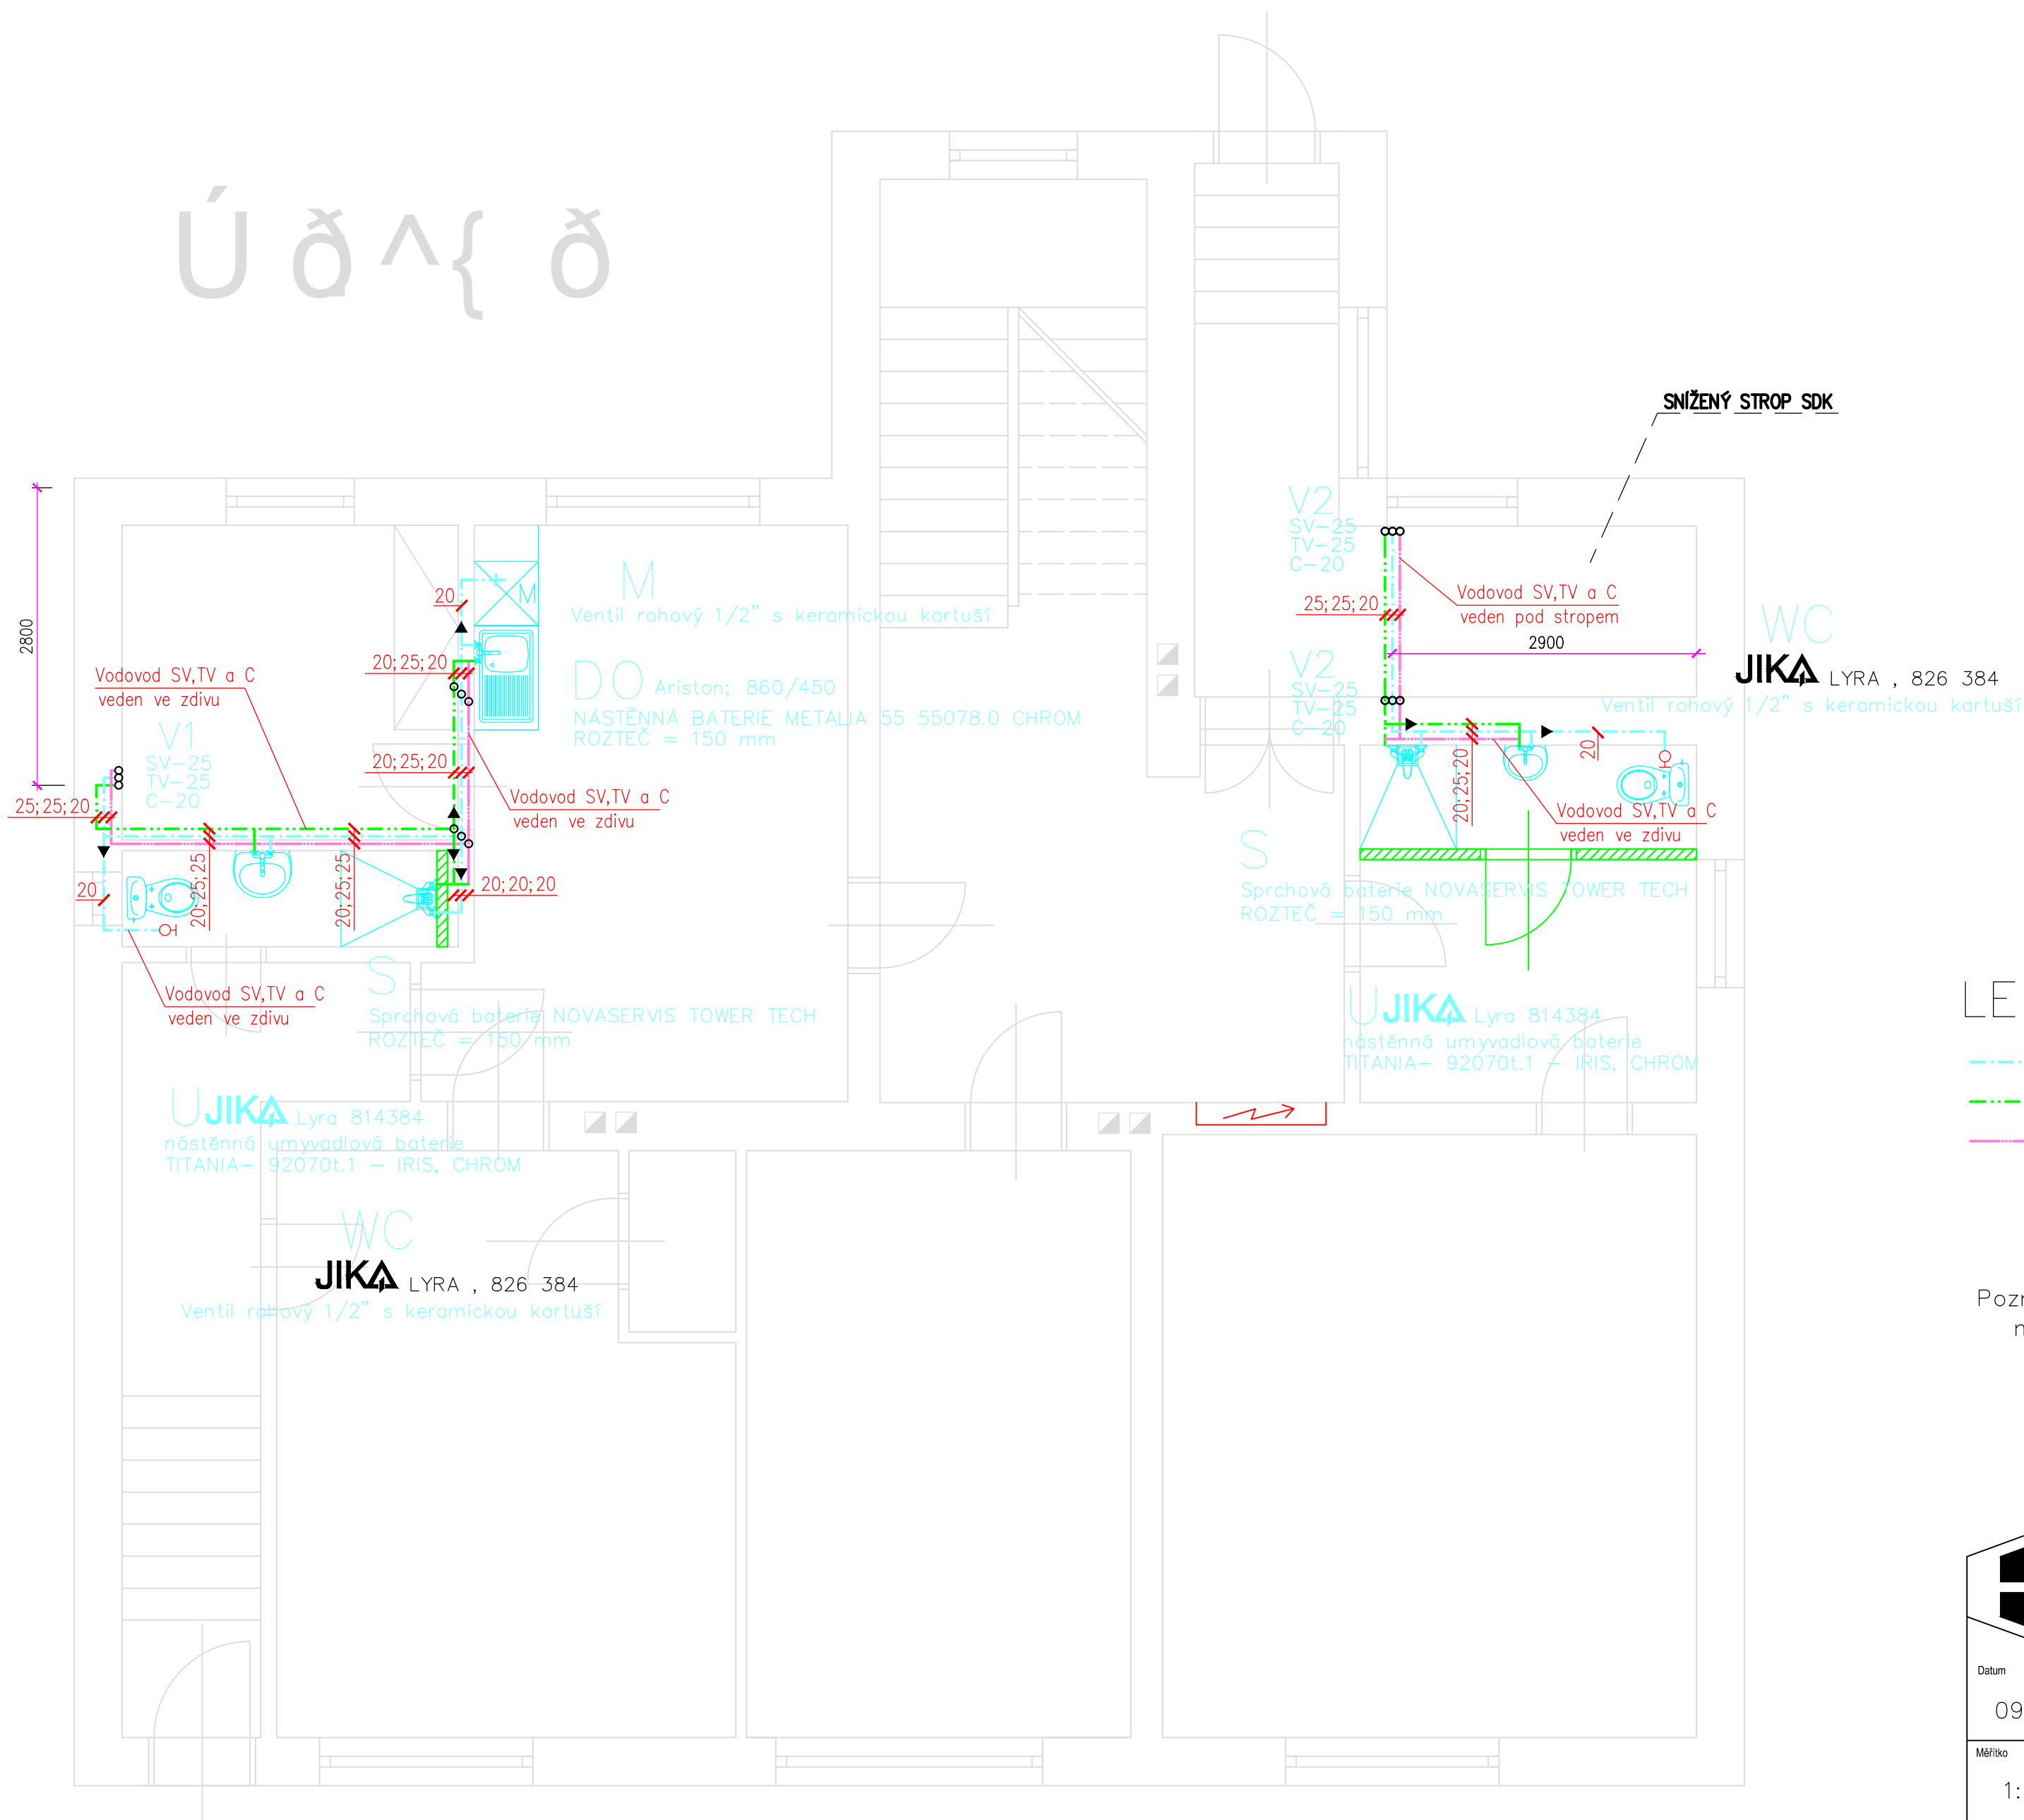 Ú ð^{ ð
SNÍŽENÝ STROP SDK
V2
SV-25
TV-25
C-20
Vodovod SV,TV a C
veden pod stropem
25;25;20
2900
WC
JIKA LYRA , 826 384
Ventil rohový 1/2" s keramickou kartuší
M
M
Ventil rohový 1/2" s keramickou kartuší
20
2800
20;25;20
DO Ariston; 860/450
NÁSTĚNNÁ BATERIE METALIA 55 55078.0 CHROM
ROZTEČ = 150 mm
Vodovod SV,TV a C
veden ve zdivu
V2
SV-25
TV-25
C-20
V1
SV-25
TV-25
C-20
20;25;20
Vodovod SV,TV a C
veden ve zdivu
25;25;20
20
20;25;20
Vodovod SV,TV a C
veden ve zdivu
20
20;25;25
20;25;25
20;20;20
S
Sprchová baterie NOVASERVIS TOWER TECH
ROZTEČ = 150 mm
Vodovod SV,TV a C
veden ve zdivu
S
Sprchová baterie NOVASERVIS TOWER TECH
ROZTEČ = 150 mm
U JIKA Lyra 814384
nástěnná umyvadlová baterie
TITANIA- 92070t.1 - IRIS, CHROM
LE
U JIKA Lyra 814384
nástěnná umyvadlová baterie
TITANIA- 92070t.1 - IRIS, CHROM
WC
JIKA LYRA , 826 384
Ventil rohový 1/2" s keramickou kartuší
Datum
09
Měřítko
1: